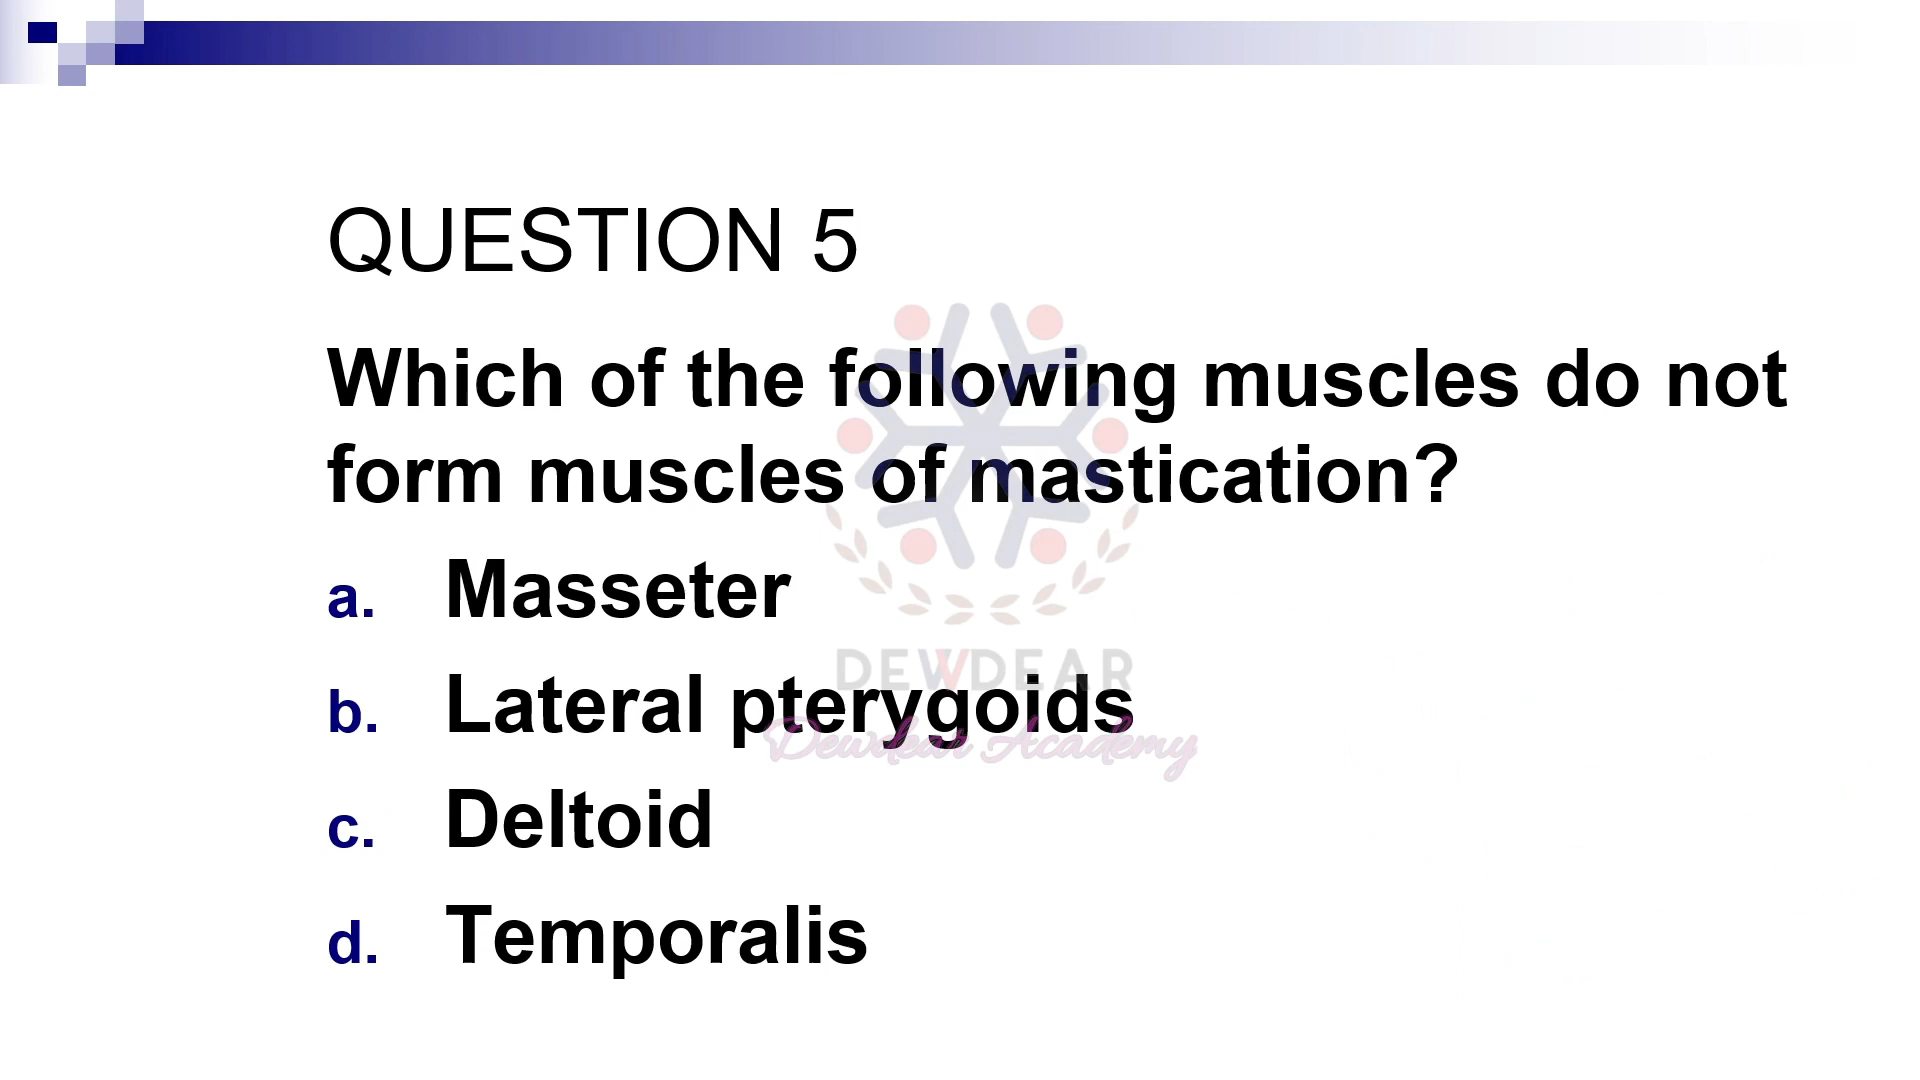 QUESTION 5
Which of the following muscles do not
form muscles of mastication?
a. Masseter
b. Lateral pterygoids
c. Deltoid
d. Temporalis
DEWDEAR
Dewdear Academy